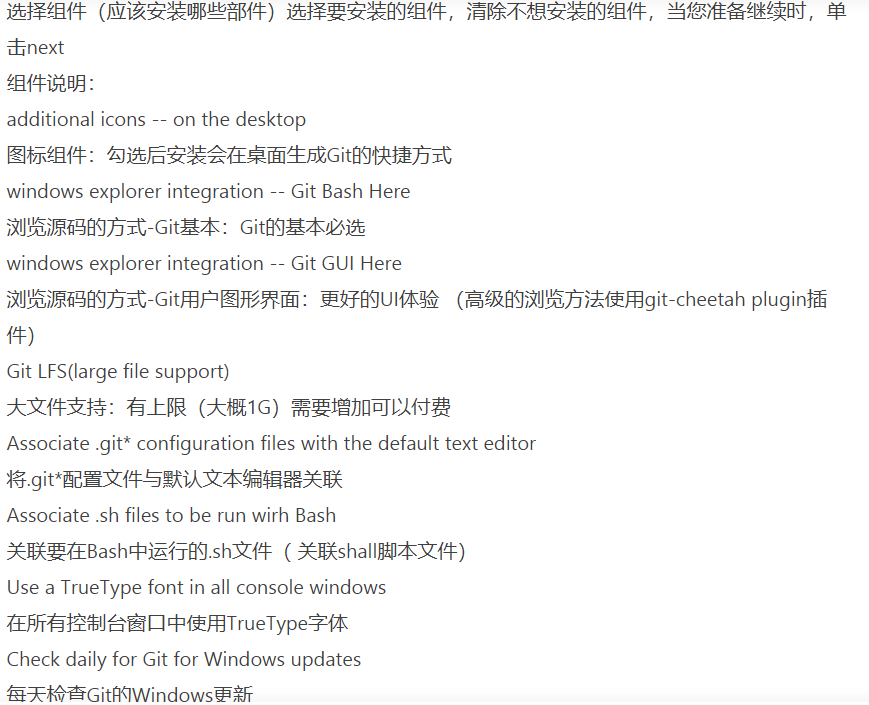 选择组件（应该安装哪些部件）选择要安装的组件，清除不想安装的组件，当您准备继续时，单
击next
组件说明：
additional icons -- on the desktop
图标组件：勾选后安装会在桌面生成Git的快捷方式
windows explorer integration -- Git Bash Here
浏览源码的方式-Git基本：Git的基本必选
windows explorer integration -- Git GUI Here
浏览源码的方式-Git用户图形界面：更好的UI体验 （高级的浏览方法使用git-cheetah plugin插
件）
Git LFS(large file support)
大文件支持：有上限（大概1G）需要增加可以付费
Associate .git* configuration files with the default text editor
将.git*配置文件与默认文本编辑器关联
Associate .sh files to be run wirh Bash
关联要在Bash中运行的.sh文件（ 关联shall脚本文件）
Use a TrueType font in all console windows
在所有控制台窗口中使用TrueType字体
Check daily for Git for Windows updates
每天检查Git的Windows更新